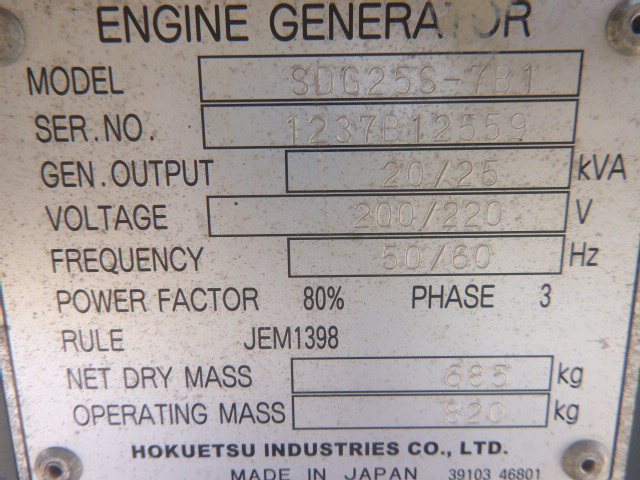 ENGINE GENERATOR
MODEL SDG25S-7B1
SER.NO. 1237B12559
GEN.OUTPUT 20/25 kVA
VOLTAGE 200/220 V
FREQUENCY 50/60 Hz
POWER FACTOR 80% PHASE 3
RULE JEM1398
NET DRY MASS 685 kg
OPERATING MASS 820 kg
HOKUETSU INDUSTRIES CO., LTD.
MADE IN JAPAN 39103 46801